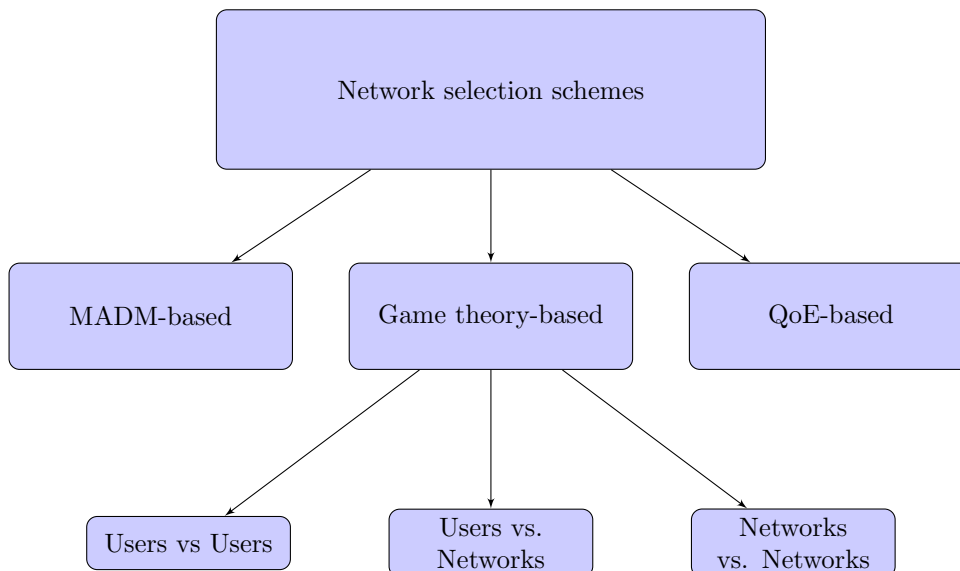 Network selection schemes
MADM-based
Game theory-based
QoE-based
Users vs Users
Users vs.
Networks
Networks
vs. Networks